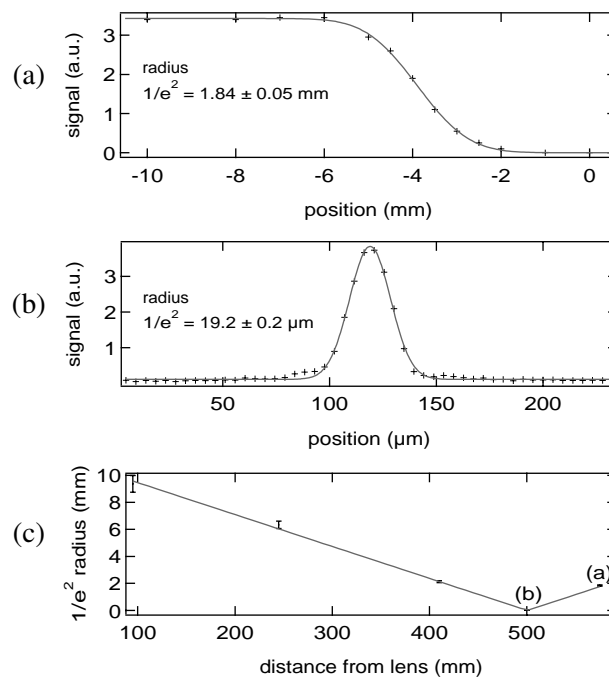 (a)
signal (a.u.)
3
2
1
0
radius
1/e² = 1.84 ± 0.05 mm
-10 -8 -6 -4 -2 0
position (mm)
(b)
signal (a.u.)
3
2
1
radius
1/e² = 19.2 ± 0.2 µm
50 100 150 200
position (µm)
(c)
1/e² radius (mm)
10
8
6
4
2
0
(b)
(a)
100 200 300 400 500
distance from lens (mm)